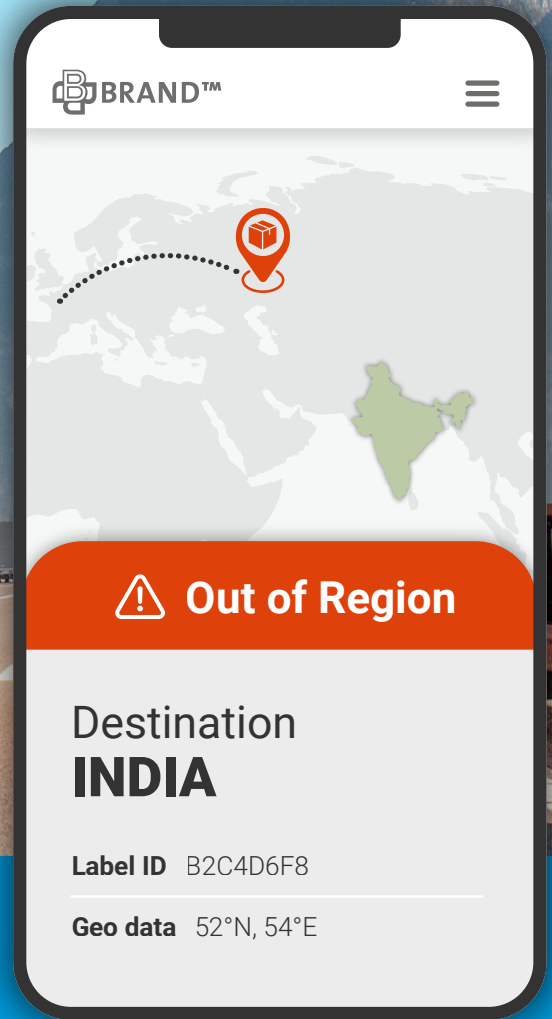 BRAND™
Out of Region
Destination
INDIA
Label ID B2C4D6F8
Geo data 52°N, 54°E